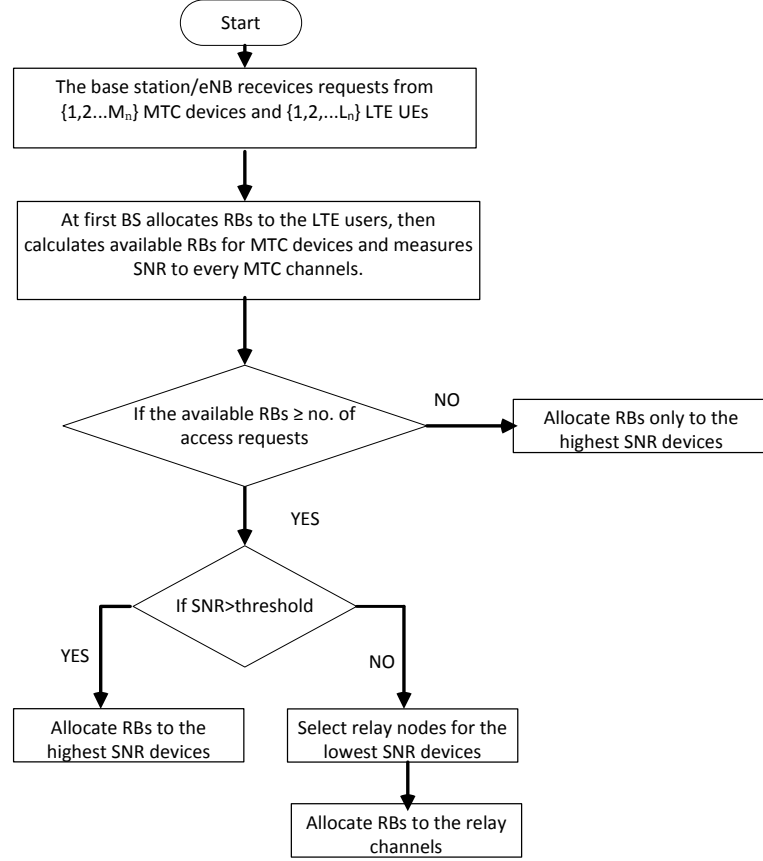 Start
The base station/eNB recevices requests from
{1,2...Mn} MTC devices and {1,2,...Ln} LTE UEs
At first BS allocates RBs to the LTE users, then
calculates available RBs for MTC devices and measures
SNR to every MTC channels.
If the available RBs ≥ no. of
access requests
NO
Allocate RBs only to the
highest SNR devices
YES
If SNR>threshold
YES
NO
Allocate RBs to the
highest SNR devices
Select relay nodes for the
lowest SNR devices
Allocate RBs to the relay
channels